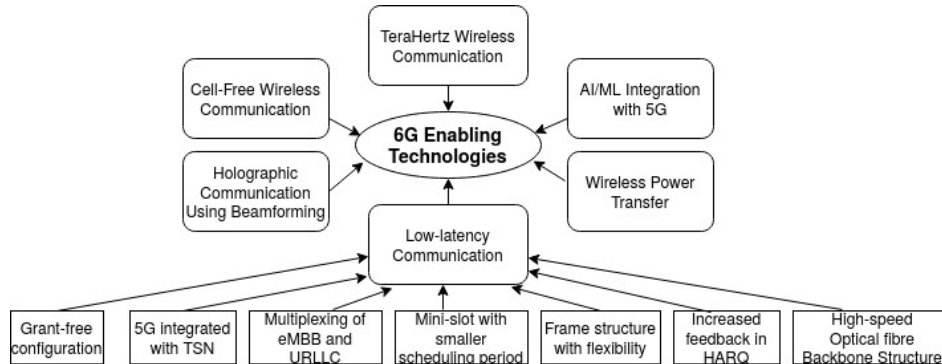 TeraHertz Wireless
Communication
Cell-Free Wireless
Communication
AI/ML Integration
with 5G
6G Enabling
Technologies
Holographic
Communication
Using Beamforming
Wireless Power
Transfer
Low-latency
Communication
Grant-free
configuration
5G integrated
with TSN
Multiplexing of
eMBB and
URLLC
Mini-slot with
smaller
scheduling period
Frame structure
with flexibility
Increased
feedback in
HARQ
High-speed
Optical fibre
Backbone Structure